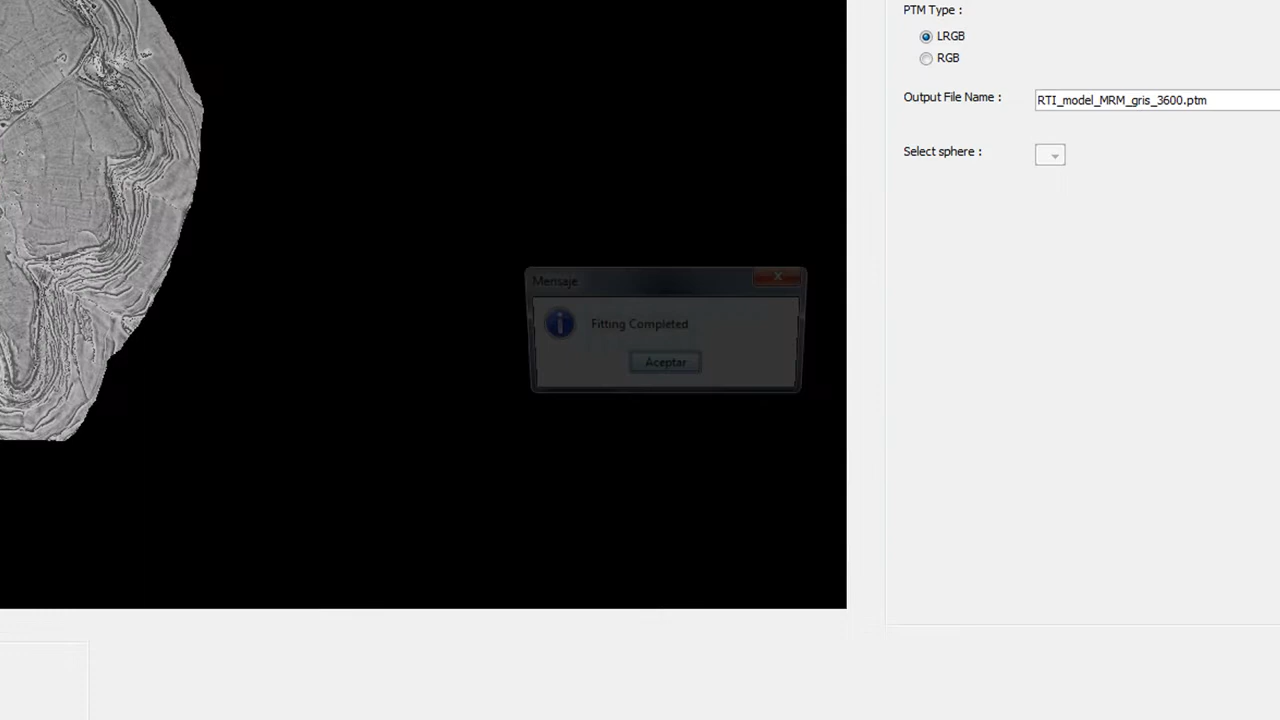 PTM Type :
LRGB
RGB
Output File Name :
RTI_model_MRM_gris_3600.ptm
Select sphere :
Mensaje
Fitting Completed
Aceptar